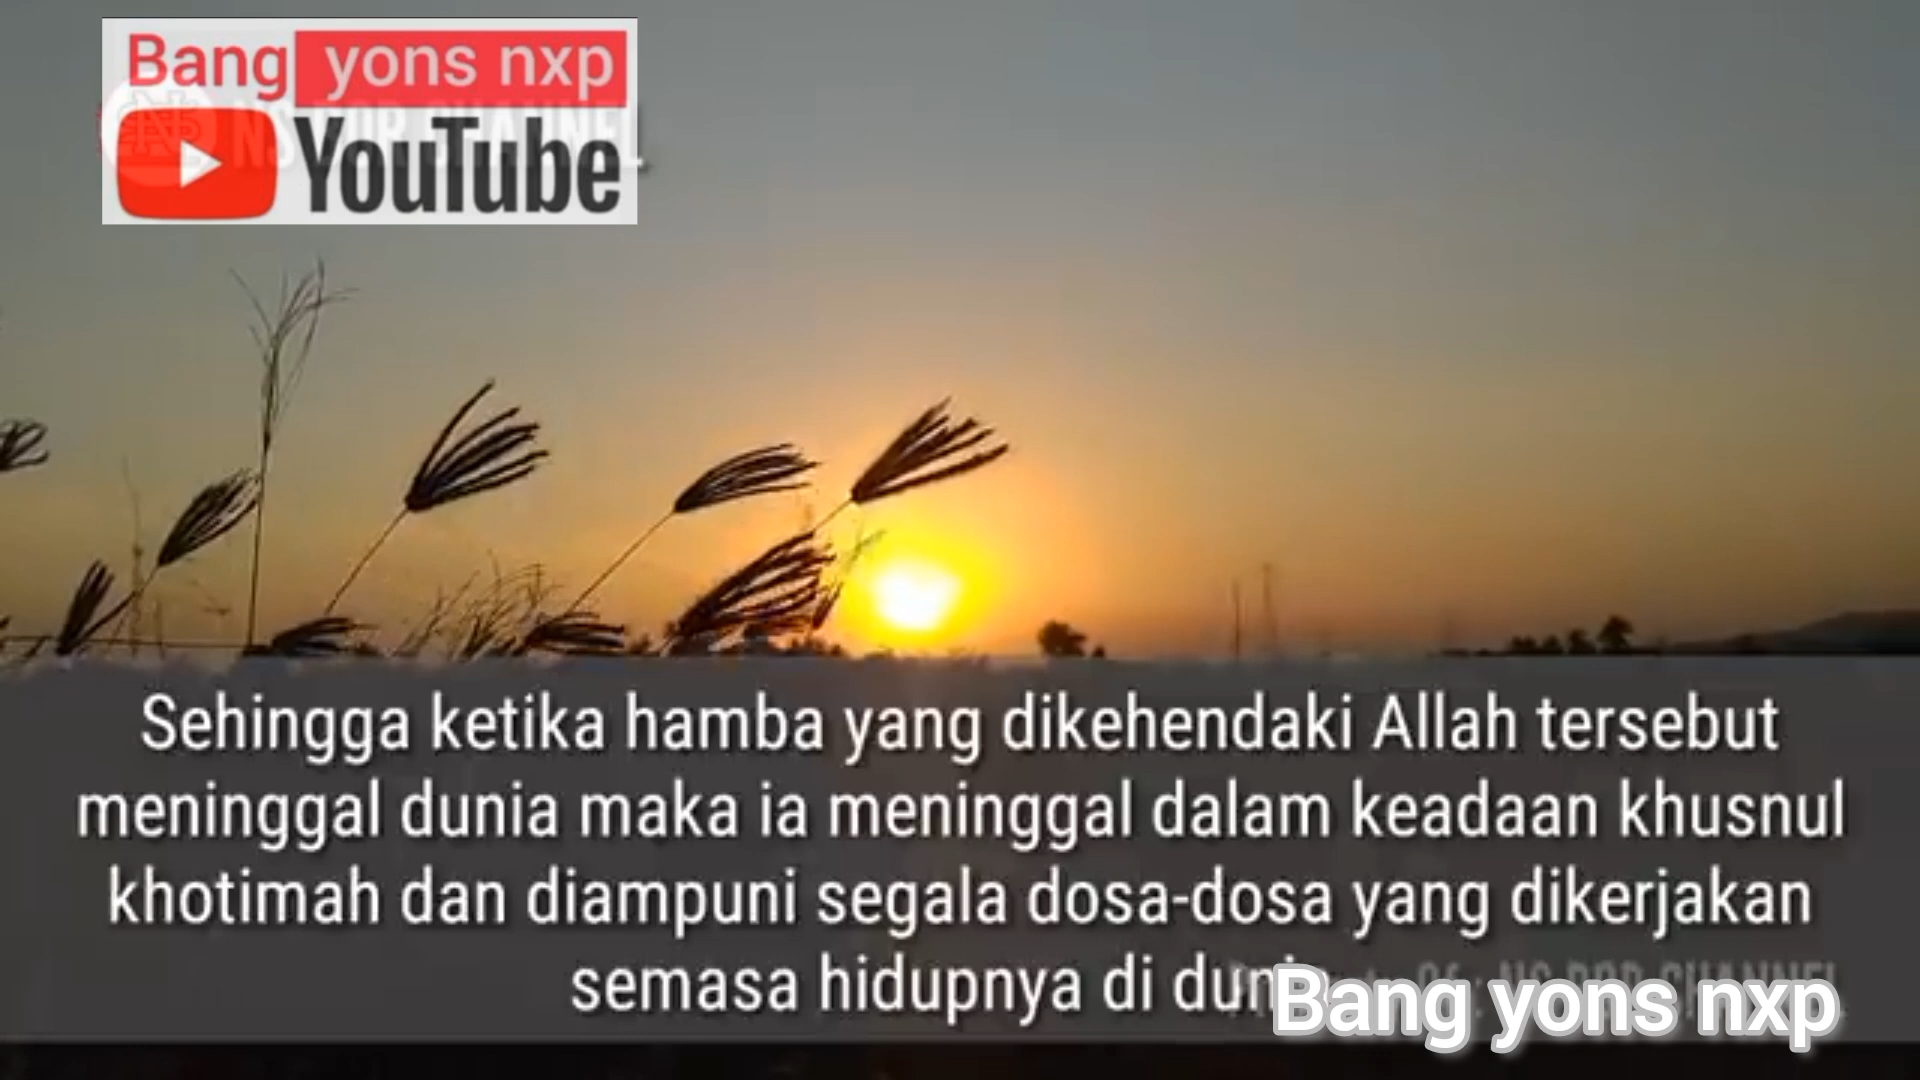 Bang yons nxp
YouTube
Sehingga ketika hamba yang dikehendaki Allah tersebut
meninggal dunia maka ia meninggal dalam keadaan khusnul
khotimah dan diampuni segala dosa-dosa yang dikerjakan
semasa hidupnya di
Bang yons nxp